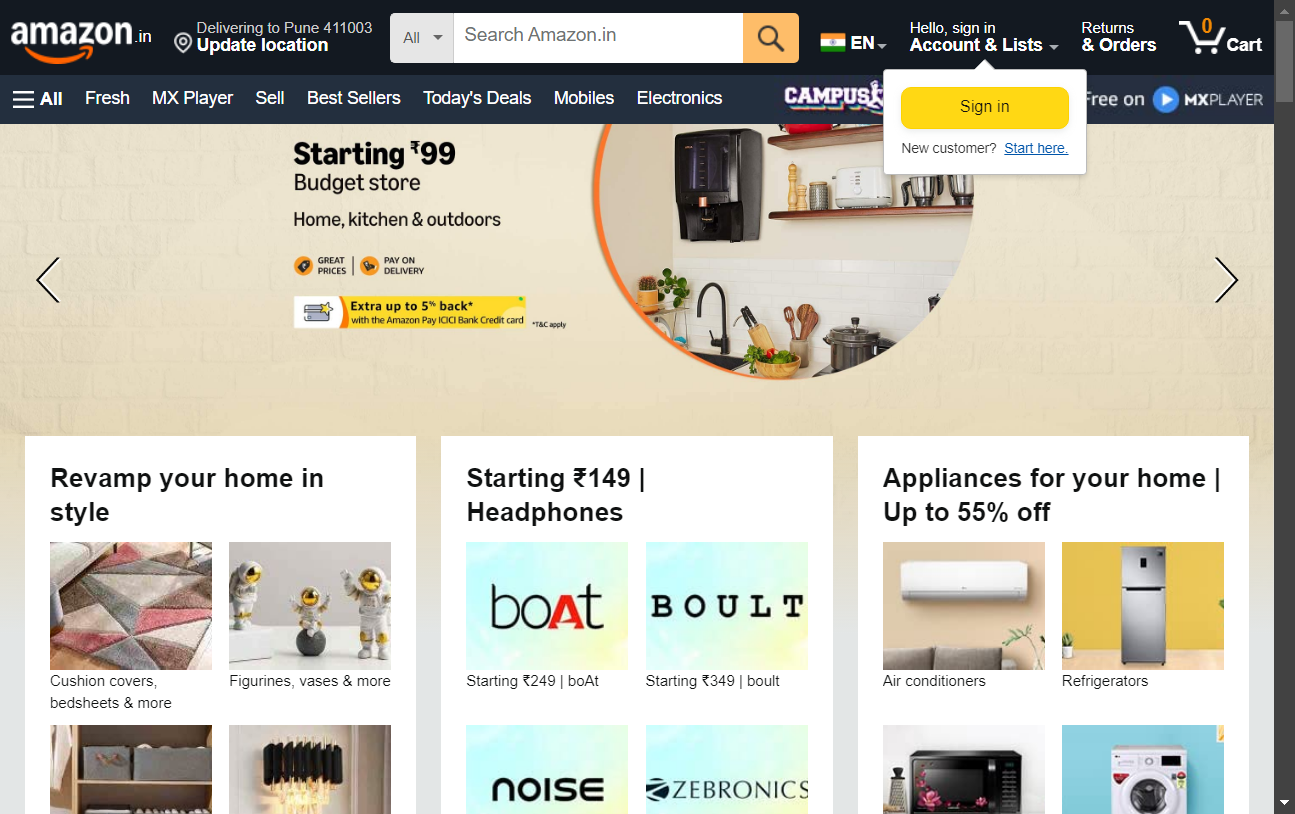 amazon.in
Delivering to Pune 411003
Update location
All
Search Amazon.in
EN
Hello, sign in
Account & Lists
Returns
& Orders
0
Cart
All
Fresh
MX Player
Sell
Best Sellers
Today's Deals
Mobiles
Electronics
CAMPUS
Free on
MXPLAYER
Sign in
New customer? Start here.
Starting ₹99
Budget store
Home, kitchen & outdoors
GREAT PRICES
PAY ON DELIVERY
Extra up to 5% back*
with the Amazon Pay ICICI Bank Credit card
*T&C apply
Revamp your home in
style
Cushion covers,
bedsheets & more
Figurines, vases & more
Starting ₹149 |
Headphones
boAt
BOULT
Starting ₹249 | boAt
Starting ₹349 | boult
noise
ZEBRONICS
Appliances for your home |
Up to 55% off
Air conditioners
Refrigerators